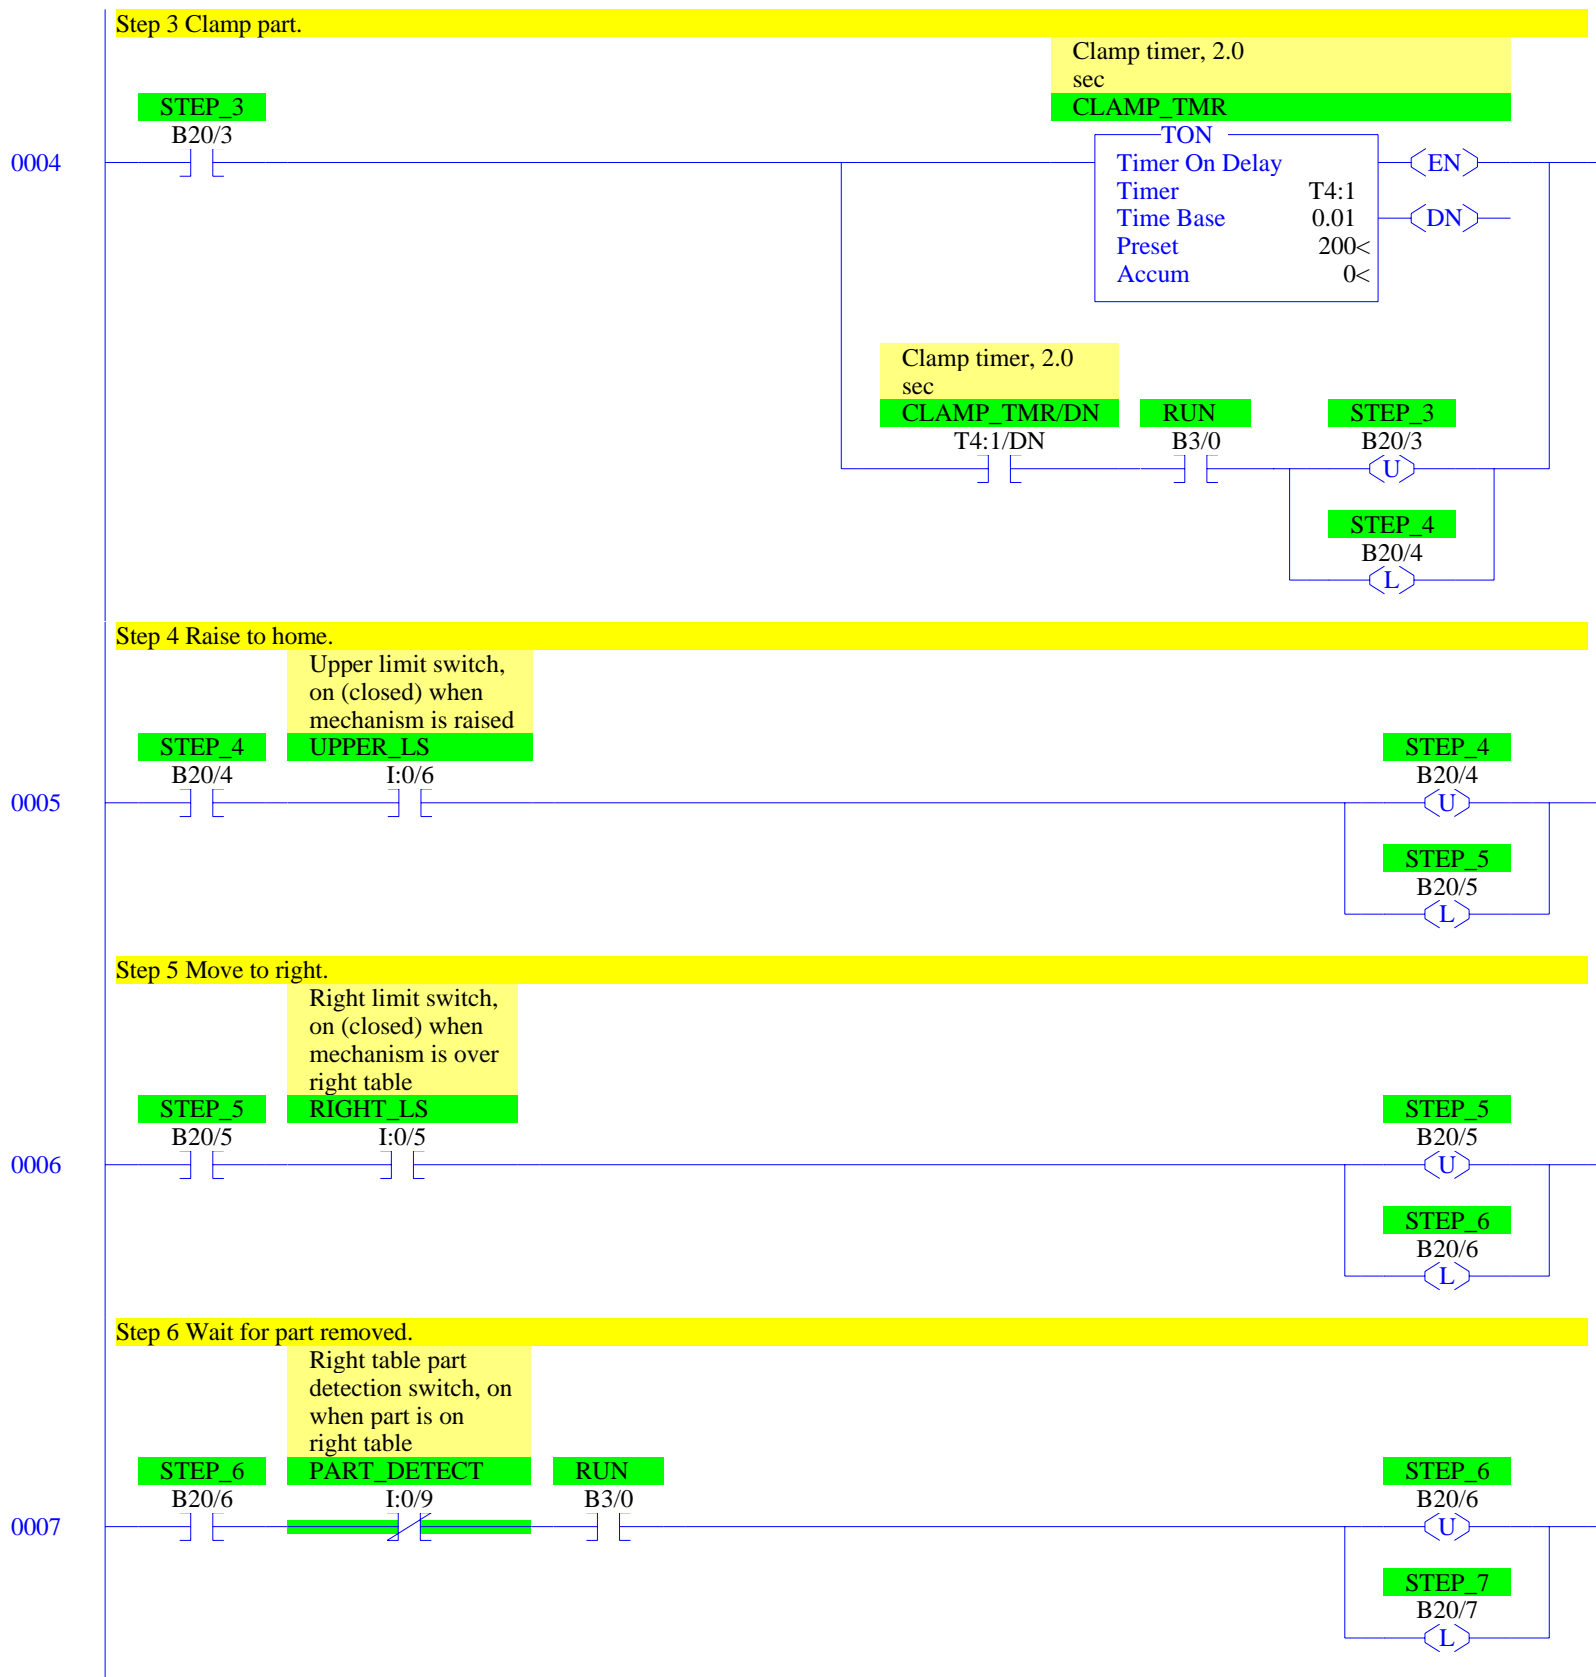 Step 3 Clamp part.
Clamp timer, 2.0
sec
CLAMP_TMR
STEP_3
B20/3
0004
TON
Timer On Delay
Timer T4:1
Time Base 0.01
Preset 200<
Accum 0<
EN
DN
Clamp timer, 2.0
sec
CLAMP_TMR/DN RUN STEP_3
T4:1/DN B3/0 B20/3
U
STEP_4
B20/4
L
Step 4 Raise to home.
Upper limit switch,
on (closed) when
mechanism is raised
STEP_4 UPPER_LS STEP_4
B20/4 I:0/6 B20/4
0005 U
STEP_5
B20/5
L
Step 5 Move to right.
Right limit switch,
on (closed) when
mechanism is over
right table
STEP_5 RIGHT_LS STEP_5
B20/5 I:0/5 B20/5
0006 U
STEP_6
B20/6
L
Step 6 Wait for part removed.
Right table part
detection switch, on
when part is on
right table
STEP_6 PART_DETECT RUN STEP_6
B20/6 I:0/9 B3/0 B20/6
0007 U
STEP_7
B20/7
L